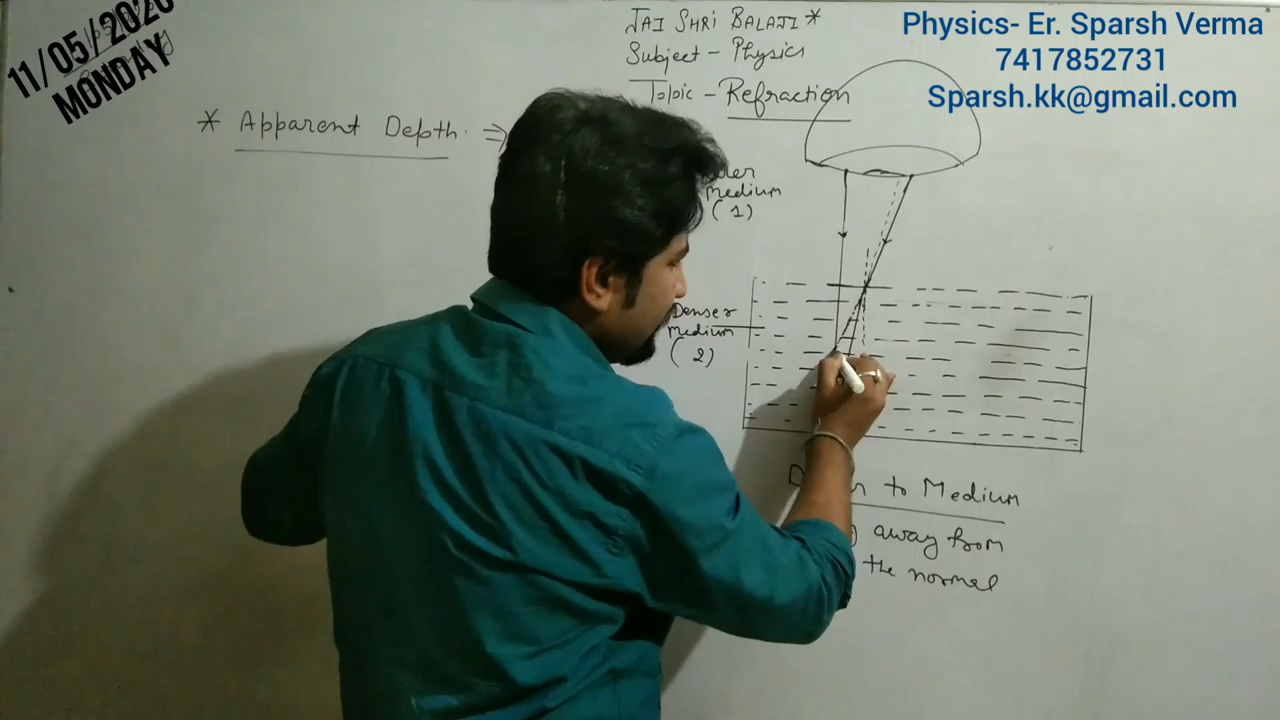 11/05/2020
MONDAY
JAI SHRI BALAJI *
Subject - Physics
Topic - Refraction
Physics- Er. Sparsh Verma
7417852731
Sparsh.kk@gmail.com
* Apparent Depth. ⇒
medium
(1)
Denser
medium
(2)
to Medium
away from
the normal